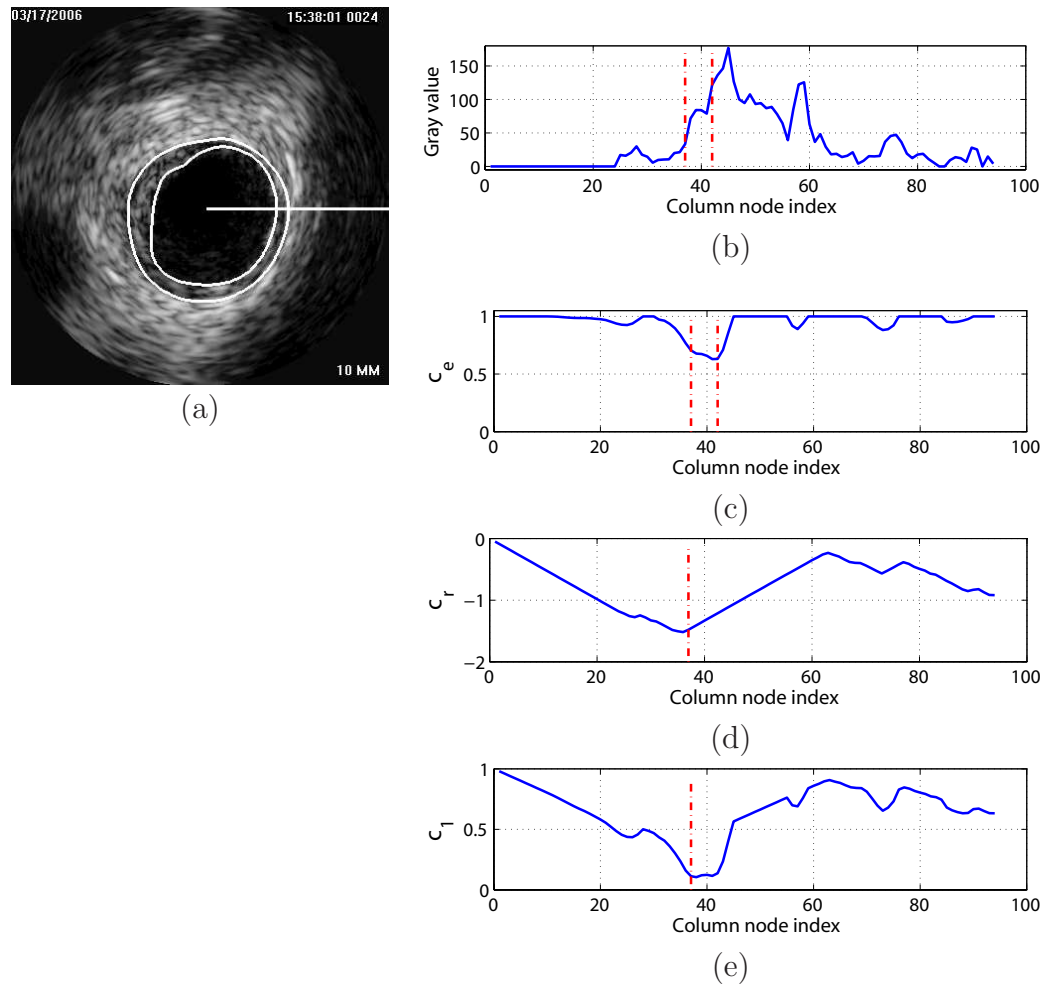 03/17/2006 15:38:01 0024
10 MM
(a)
150
100
50
0
Gray value
0 20 40 60 80 100
Column node index
(b)
1
0.5
0
c_e
0 20 40 60 80 100
Column node index
(c)
0
−1
−2
c_r
0 20 40 60 80 100
Column node index
(d)
1
0.5
0
c_1
0 20 40 60 80 100
Column node index
(e)